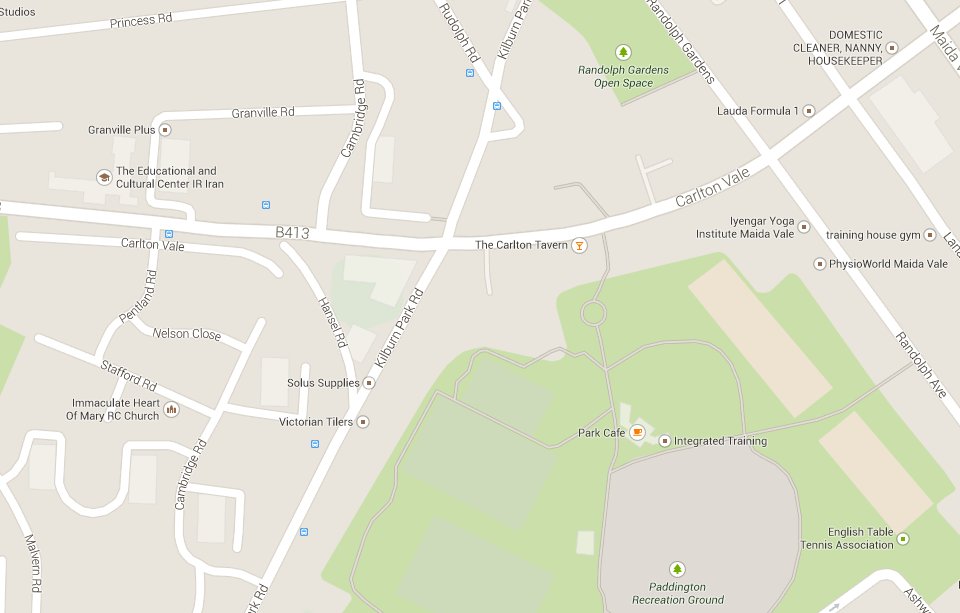 Studios
Princess Rd
Rudolph Rd
Kilburn Park
Randolph Gardens
Maida V
DOMESTIC
CLEANER, NANNY,
HOUSEKEEPER
Randolph Gardens
Open Space
Lauda Formula 1
Granville Rd
Cambridge Rd
Granville Plus
The Educational and
Cultural Center IR Iran
Carlton Vale
Iyengar Yoga
Institute Maida Vale
training house gym
Lana
B413
Carlton Vale
The Carlton Tavern
PhysioWorld Maida Vale
Pentland Rd
Hansel Rd
Kilburn Park Rd
Nelson Close
Randolph Ave
Stafford Rd
Solus Supplies
Immaculate Heart
Of Mary RC Church
Victorian Tilers
Park Cafe
Integrated Training
Cambridge Rd
English Table
Tennis Association
Malvern Rd
Paddington
Recreation Ground
rk Rd
Ashw